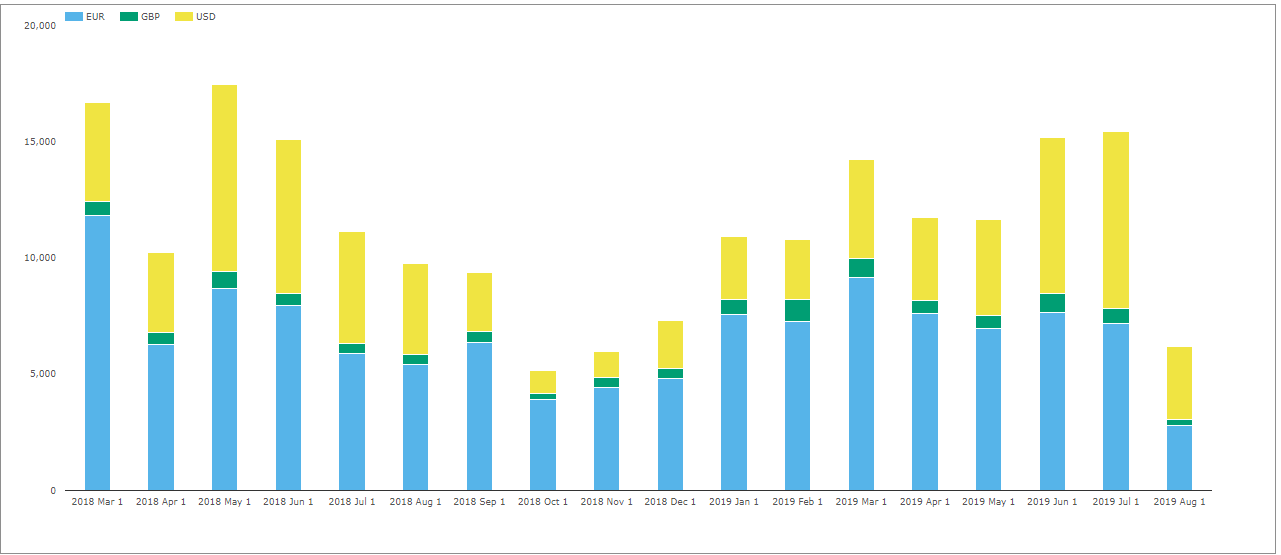 EUR GBP USD
20,000
15,000
10,000
5,000
0
2018 Mar 1 2018 Apr 1 2018 May 1 2018 Jun 1 2018 Jul 1 2018 Aug 1 2018 Sep 1 2018 Oct 1 2018 Nov 1 2018 Dec 1 2019 Jan 1 2019 Feb 1 2019 Mar 1 2019 Apr 1 2019 May 1 2019 Jun 1 2019 Jul 1 2019 Aug 1